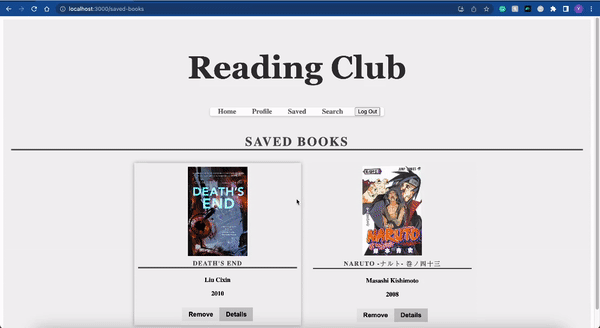 localhost:3000/saved-books
Reading Club
Home Profile Saved Search Log Out
SAVED BOOKS
DEATH'S
END
NARUTO
DEATH'S END
NARUTO -ナルト- 巻ノ四十三
Liu Cixin
Masashi Kishimoto
2010
2008
Remove Details
Remove Details